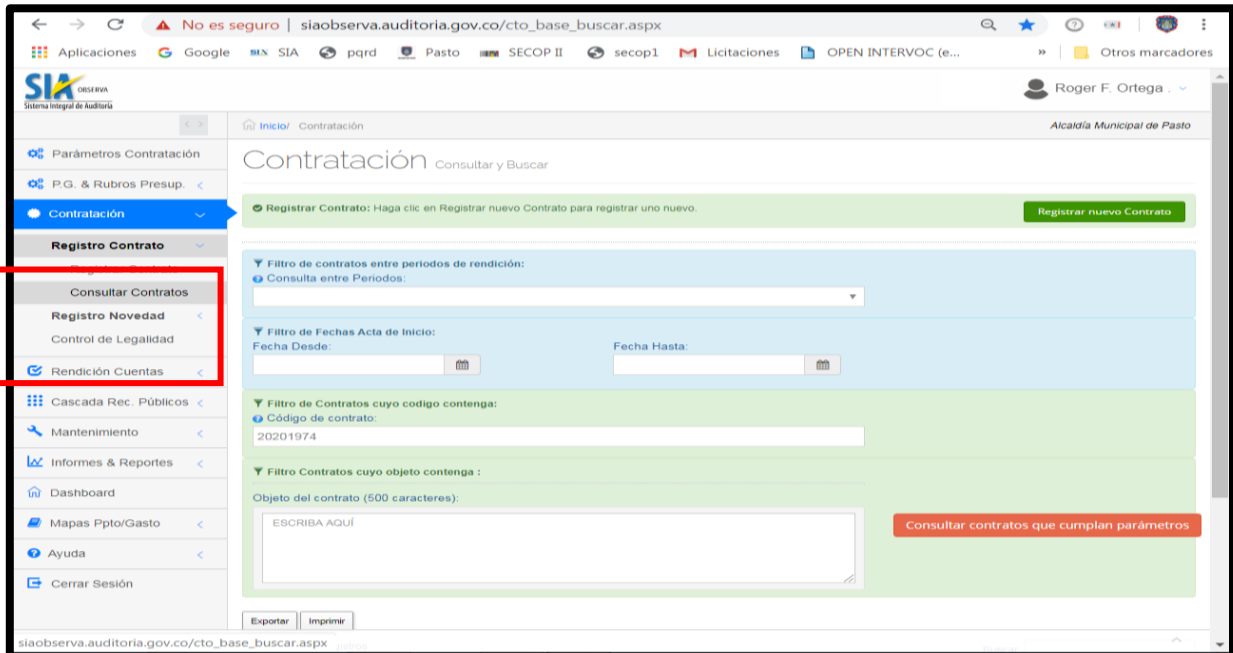 No es seguro | siaobserva.auditoria.gov.co/cto_base_buscar.aspx
Aplicaciones Google SIA pqrd Pasto SECOP II secop1 Licitaciones OPEN INTERVOC (e... » Otros marcadores
SIA OBSERVA
Sistema Integral de Auditoría
Roger F. Ortega .
Inicio/ Contratación
Alcaldía Municipal de Pasto
Parámetros Contratación
P.G. & Rubros Presup.
Contratación
Registro Contrato
Registrar Contrato
Consultar Contratos
Registro Novedad
Control de Legalidad
Rendición Cuentas
Cascada Rec. Públicos
Mantenimiento
Informes & Reportes
Dashboard
Mapas Ppto/Gasto
Ayuda
Cerrar Sesión
Contratación Consultar y Buscar
Registrar Contrato: Haga clic en Registrar nuevo Contrato para registrar uno nuevo.
Registrar nuevo Contrato
Filtro de contratos entre periodos de rendición:
Consulta entre Periodos:
Filtro de Fechas Acta de Inicio:
Fecha Desde: Fecha Hasta:
Filtro de Contratos cuyo codigo contenga:
Código de contrato:
20201974
Filtro Contratos cuyo objeto contenga :
Objeto del contrato (500 caracteres):
ESCRIBA AQUÍ
Consultar contratos que cumplan parámetros
Exportar Imprimir
siaobserva.auditoria.gov.co/cto_base_buscar.aspx